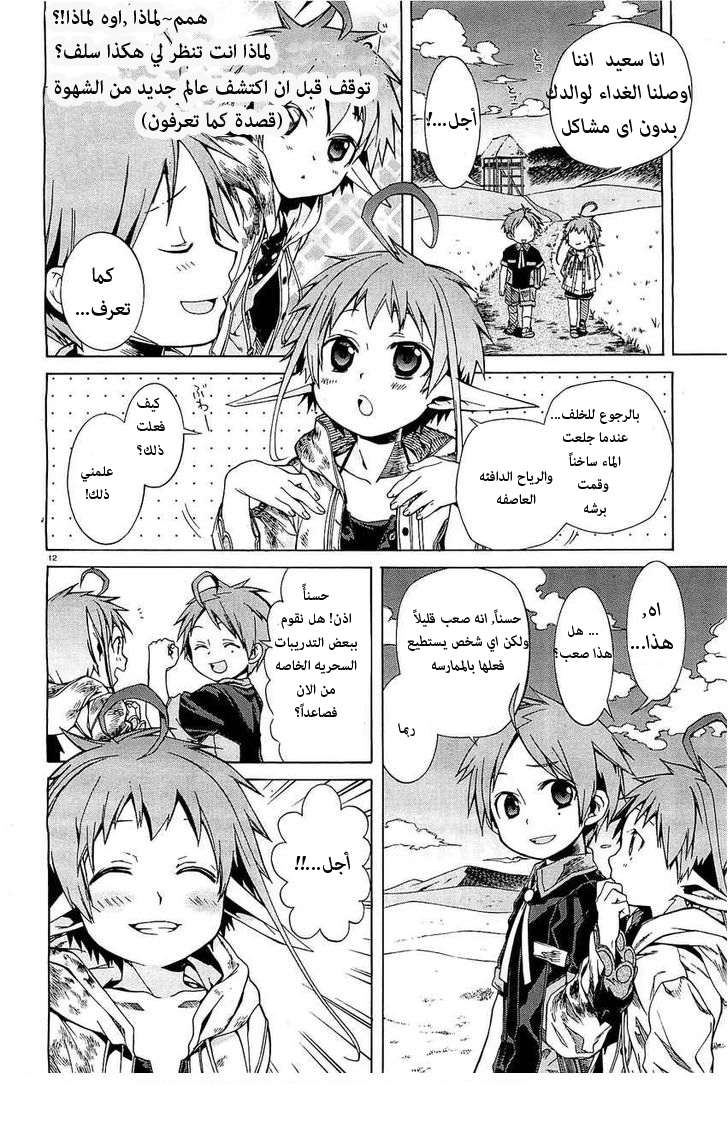 انا سعيد اننا
اوصلنا الغداء لوالدك
بدون اى مشاكل
أجل...!
همم~لماذا ,اوه لماذا!؟
لماذا انت تنظر لي هكذا سلف؟
توقف قبل ان اكتشف عالم جديد من الشهوة
(قصدة كما تعرفون)
كما
تعرف...
بالرجوع للخلف...
عندما جلعت
الماء ساخناً
وقمت
برشه
والرياح الدافئه
العاصفه
كيف
فعلت
ذلك؟
علمني
ذلك!
12
اه,
هذا...
... هل
هذا صعب؟
حسناً, انه صعب قليلاً
ولكن اي شخص يستطيع
فعلها بالممارسه
ربما
حسناً
اذن! هل نقوم
ببعض التدريبات
السحريه الخاصه
من الان
فصاعداً؟
أجل...!!